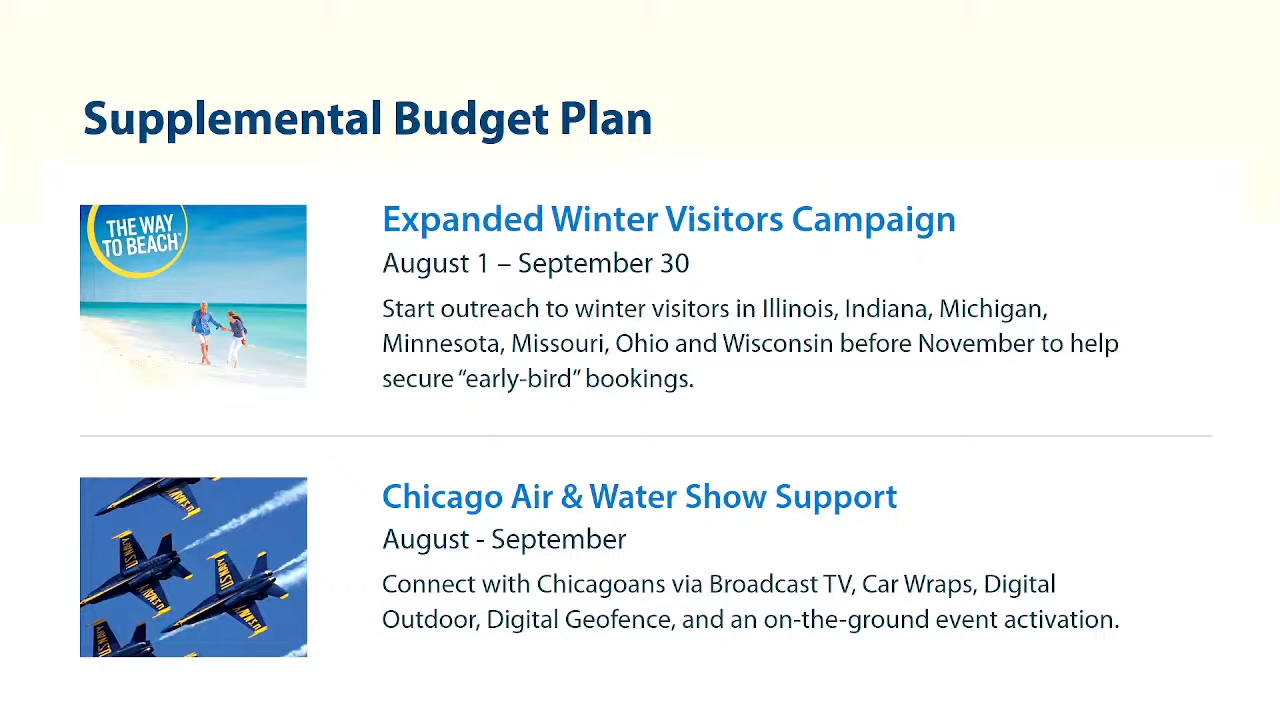 Supplemental Budget Plan
THE WAY
TO BEACH™
Expanded Winter Visitors Campaign
August 1 – September 30
Start outreach to winter visitors in Illinois, Indiana, Michigan,
Minnesota, Missouri, Ohio and Wisconsin before November to help
secure “early-bird” bookings.
Chicago Air & Water Show Support
August - September
Connect with Chicagoans via Broadcast TV, Car Wraps, Digital
Outdoor, Digital Geofence, and an on-the-ground event activation.
U.S.NAVY
U.S.NAVY